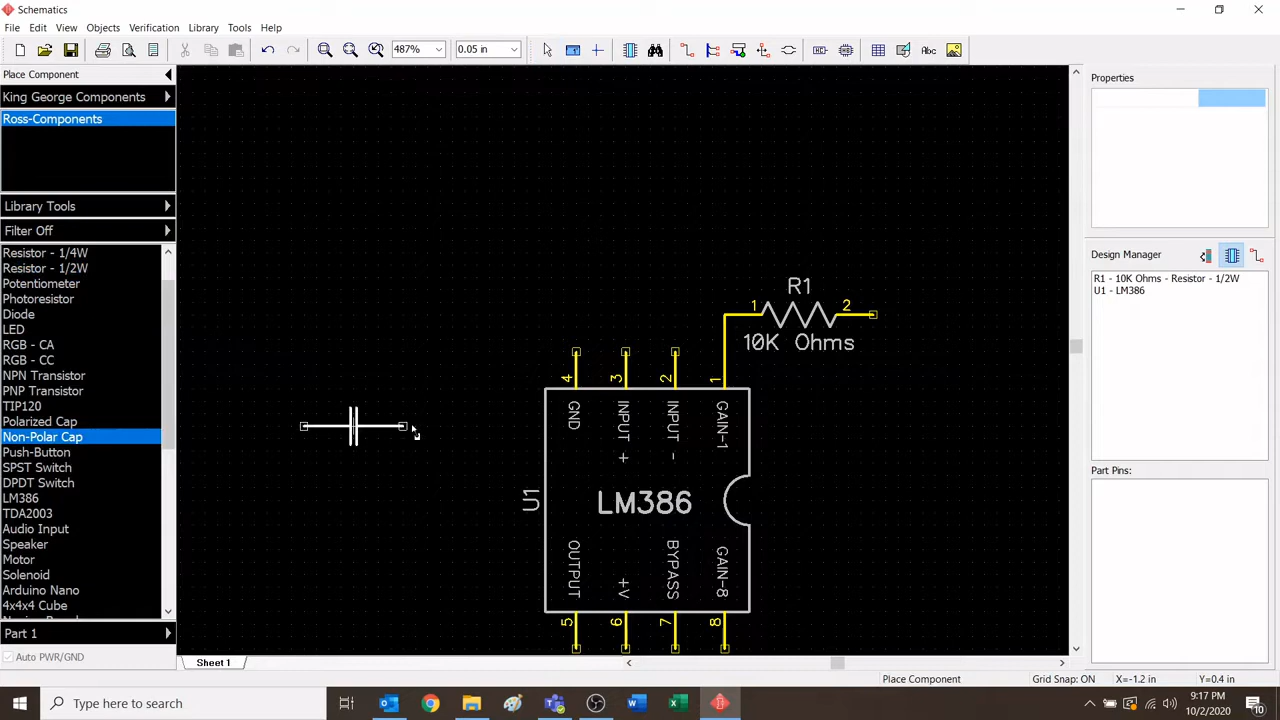 Schematics
File Edit View Objects Verification Library Tools Help
487% 0.05 in Abc
Place Component
King George Components
Ross-Components
Library Tools
Filter Off
Resistor - 1/4W
Resistor - 1/2W
Potentiometer
Photoresistor
Diode
LED
RGB - CA
RGB - CC
NPN Transistor
PNP Transistor
TIP120
Polarized Cap
Non-Polar Cap
Push-Button
SPST Switch
DPDT Switch
LM386
TDA2003
Audio Input
Speaker
Motor
Solenoid
Arduino Nano
4x4x4 Cube
Part 1
Auto PWR/GND
R1
1 2
10K Ohms
4 3 2 1
GND INPUT + INPUT - GAIN-1
U1 LM386
OUTPUT +V BYPASS GAIN-8
5 6 7 8
Sheet 1
Properties
Design Manager
R1 - 10K Ohms - Resistor - 1/2W
U1 - LM386
Part Pins:
Place Component Grid Snap: ON X=-1.2 in Y=0.4 in
Type here to search
9:17 PM
10/2/2020